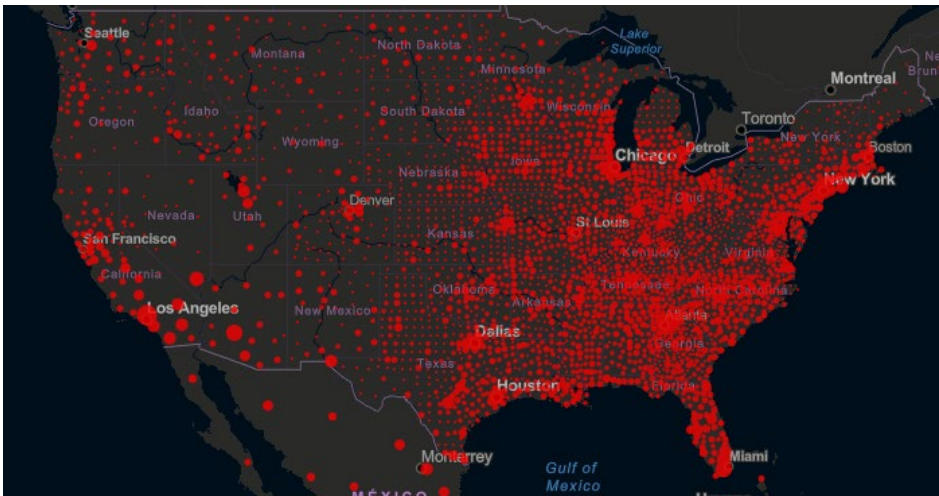 Seattle
Lake
Superior
North Dakota
Montana
Minnesota
Montreal
Idaho
South Dakota
Wisconsin
Toronto
Oregon
New York
Wyoming
Detroit
Boston
Chicago
Iowa
Nebraska
New York
Ohio
Denver
Nevada
Utah
St Louis
San Francisco
Kansas
Kentucky
Virginia
California
Tennessee
Oklahoma
North Carolina
Arkansas
Los Angeles
New Mexico
Atlanta
Dallas
Georgia
Texas
Houston
Florida
Monterrey
Miami
Gulf of
Mexico
MÉXICO